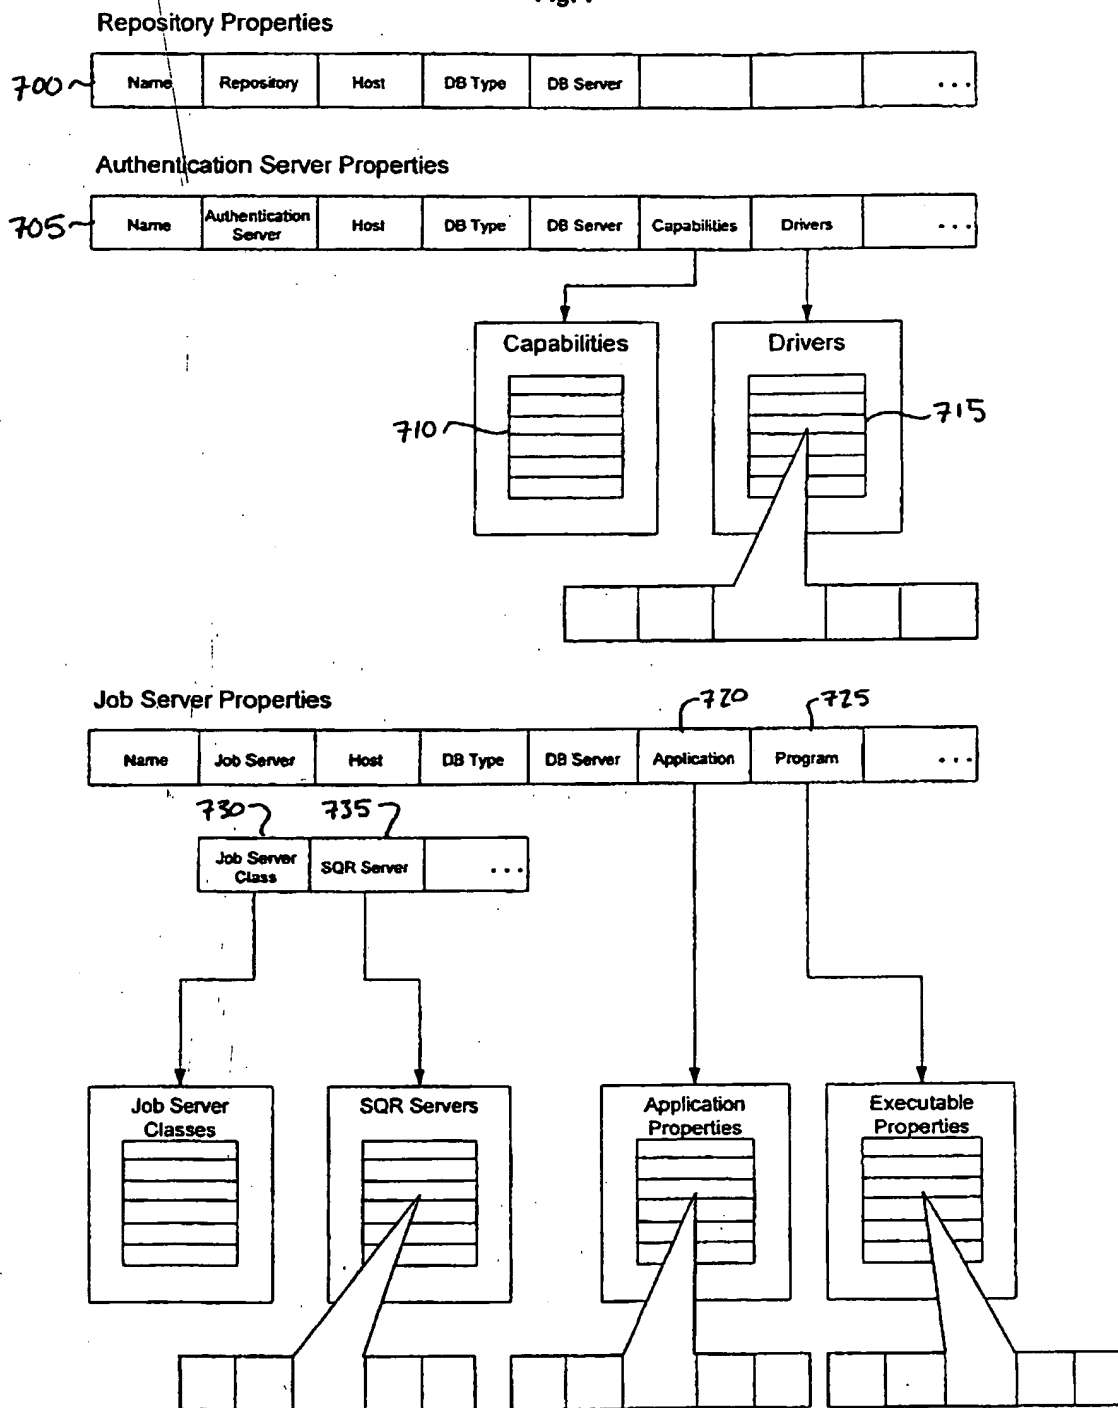 Repository Properties
700 Name Repository Host DB Type DB Server ...
Authentication Server Properties
705 Name Authentication Server Host DB Type DB Server Capabilities Drivers ...
Capabilities
Drivers
710
715
Job Server Properties
720
725
Name Job Server Host DB Type DB Server Application Program ...
730
735
Job Server Class SQR Server ...
Job Server
Classes
SQR Servers
Application
Properties
Executable
Properties